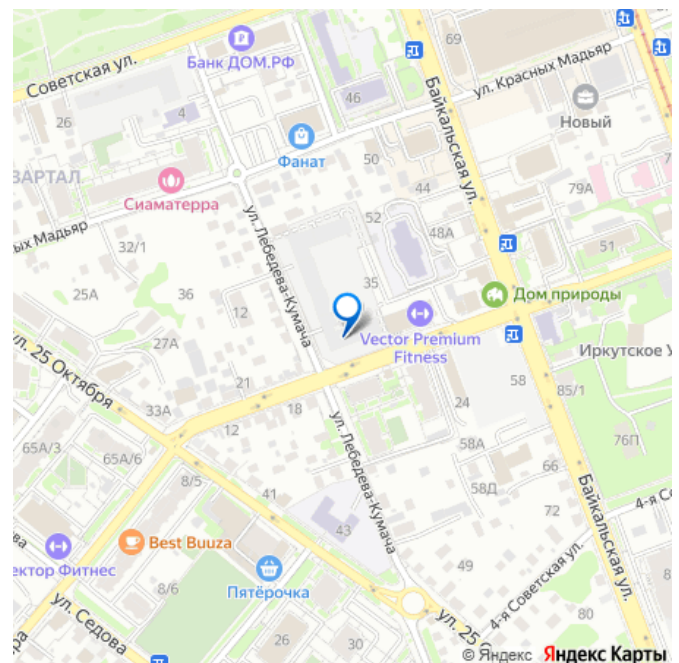 69
Банк ДОМ.РФ
Советская ул.
ул. Красных Мадьяр
Байкальская ул.
26
4
46
Новый
Фанат
ВАРТАЛ
50
Сиаматерра
44
79А
52
ых Мадьяр
48А
32/1
ул. Лебедева-Кумача
51
35
25А
36
Дом природы
12
Vector Premium
Fitness
27А
Иркутское У
ул. 25 Октября
21
58
85/1
33А
18
24
12
ул. Лебедева-Кумача
76П
65А/3
65А/6
58А
66
8/5
58Д
Байкальская ул.
41
72
4-я Со
43
Best Buuza
49
4-я Советская ул.
ектор Фитнес
8/6
Пятёрочка
80
ул. Седова
ул. 25 О
26
30
© Яндекс Яндекс Карты